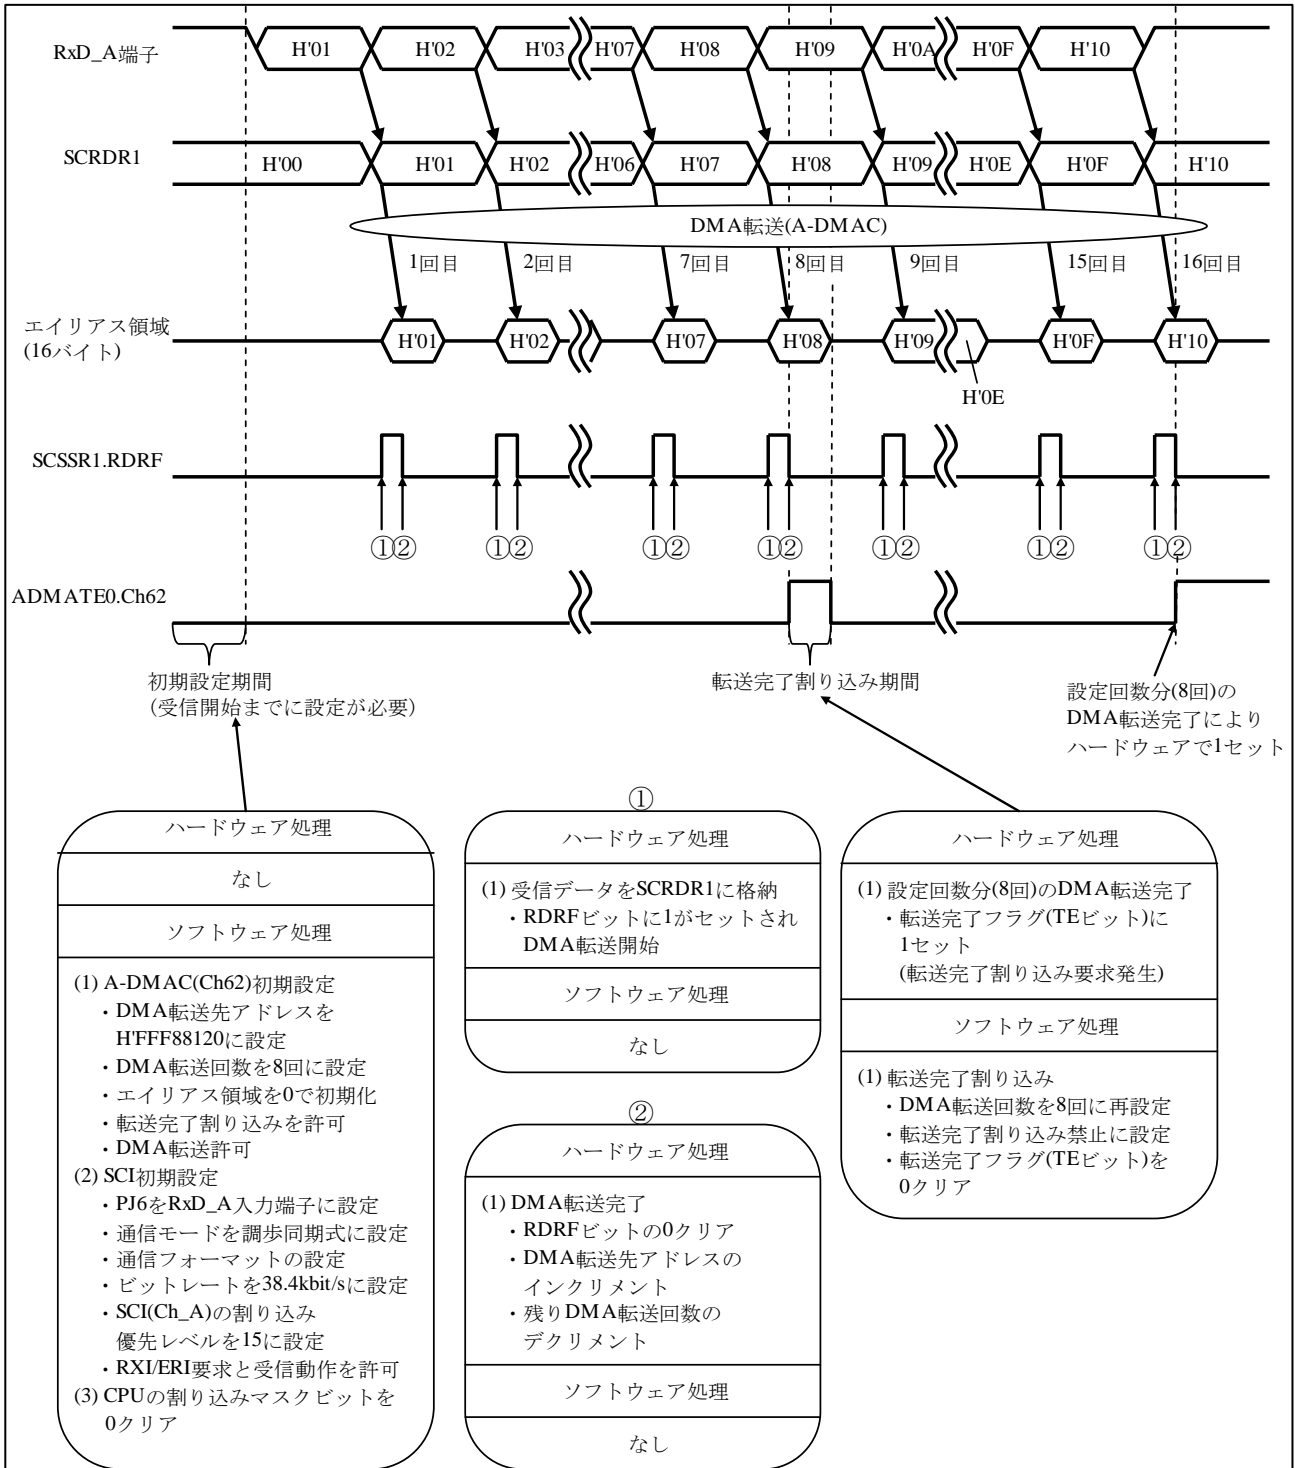 RxD_A端子
H'01
H'02
H'03
H'07
H'08
H'09
H'0A
H'0F
H'10
SCRDR1
H'00
H'01
H'02
H'06
H'07
H'08
H'09
H'0E
H'0F
H'10
DMA転送(A-DMAC)
1回目
2回目
7回目
8回目
9回目
15回目
16回目
エイリアス領域
(16バイト)
H'01
H'02
H'07
H'08
H'09
H'0F
H'10
H'0E
SCSSR1.RDRF
①②
①②
①②
①②
①②
①②
①②
ADMATE0.Ch62
初期設定期間
(受信開始までに設定が必要)
転送完了割り込み期間
設定回数分(8回)の
DMA転送完了により
ハードウェアで1セット
ハードウェア処理
なし
ソフトウェア処理
(1) A-DMAC(Ch62)初期設定
・DMA転送先アドレスを
H'FFF88120に設定
・DMA転送回数を8回に設定
・エイリアス領域を0で初期化
・転送完了割り込みを許可
・DMA転送許可
(2) SCI初期設定
・PJ6をRxD_A入力端子に設定
・通信モードを調歩同期式に設定
・通信フォーマットの設定
・ビットレートを38.4kbit/sに設定
・SCI(Ch_A)の割り込み
優先レベルを15に設定
・RXI/ERI要求と受信動作を許可
(3) CPUの割り込みマスクビットを
0クリア
①
ハードウェア処理
(1) 受信データをSCRDR1に格納
・RDRFビットに1がセットされ
DMA転送開始
ソフトウェア処理
なし
②
ハードウェア処理
(1) DMA転送完了
・RDRFビットの0クリア
・DMA転送先アドレスの
インクリメント
・残りDMA転送回数の
デクリメント
ソフトウェア処理
なし
ハードウェア処理
(1) 設定回数分(8回)のDMA転送完了
・転送完了フラグ(TEビット)に
1セット
(転送完了割り込み要求発生)
ソフトウェア処理
(1) 転送完了割り込み
・DMA転送回数を8回に再設定
・転送完了割り込み禁止に設定
・転送完了フラグ(TEビット)を
0クリア